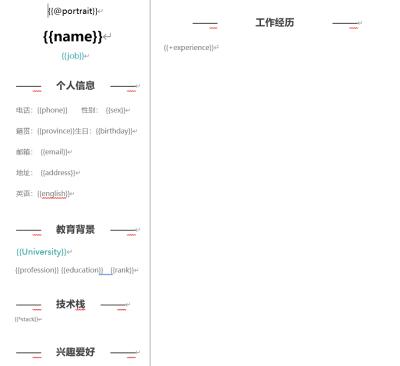 {{@portrait}}
{{name}}
{{job}}
个人信息
电话：{{phone}} 性别：{{sex}}
籍贯：{{province}}生日：{{birthday}}
邮箱：{{email}}
地址：{{address}}
英语：{{english}}
教育背景
{{University}}
{{profession}} {{education}} {{rank}}
技术栈
{{*stack}}
兴趣爱好
工作经历
{{+experience}}